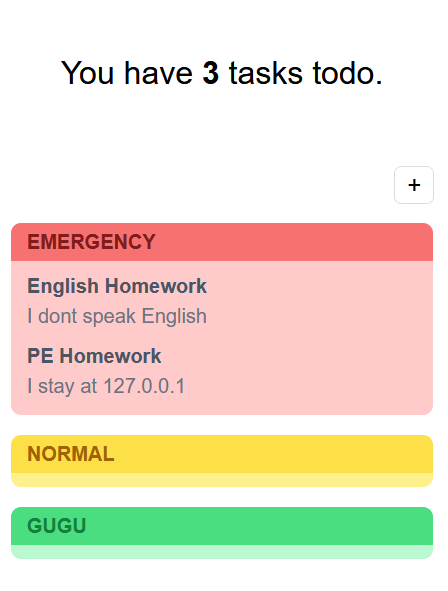 You have 3 tasks todo.
+
EMERGENCY
English Homework
I dont speak English
PE Homework
I stay at 127.0.0.1
NORMAL
GUGU